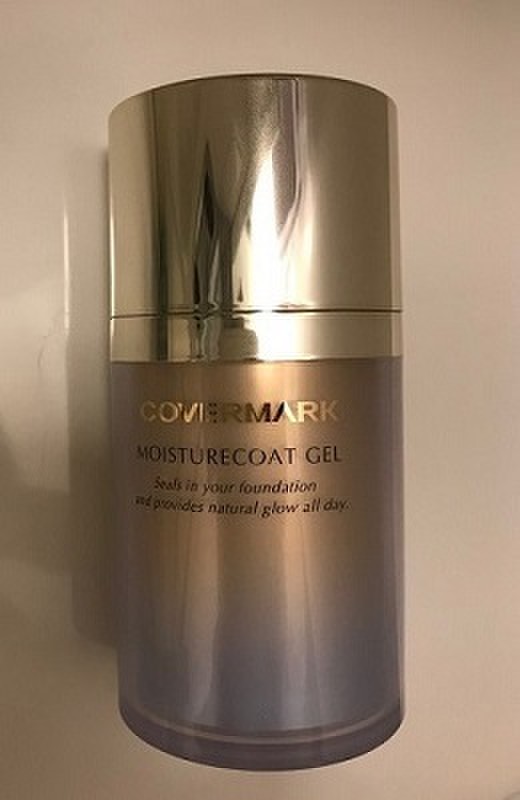 COVERMARK
MOISTURECOAT GEL
Seals in your foundation
and provides natural glow all day.